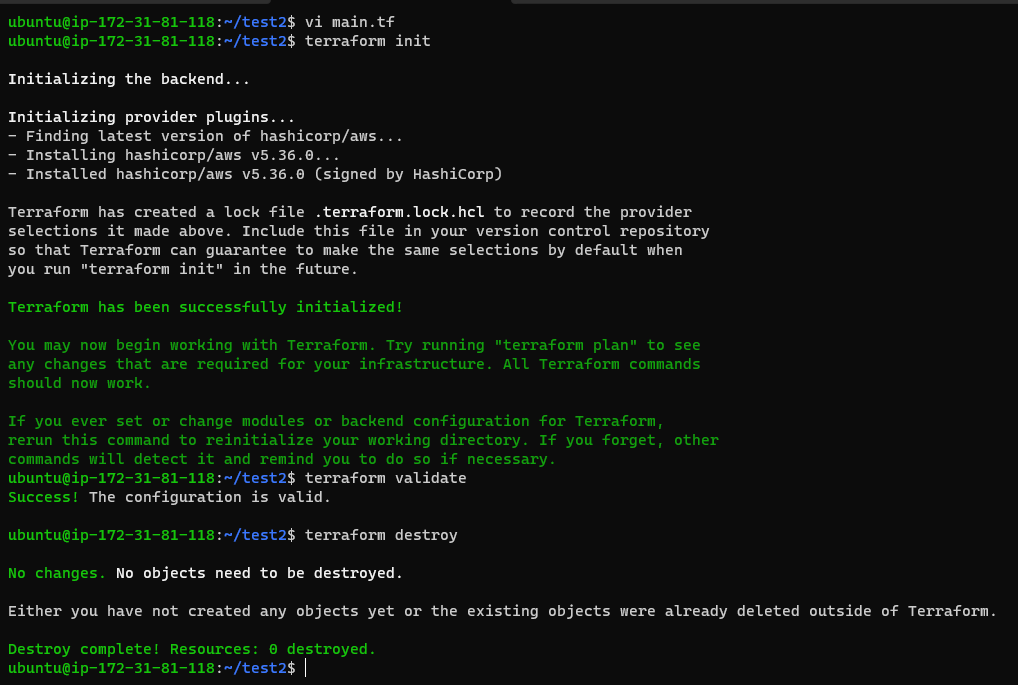 ubuntu@ip-172-31-81-118:~/test2$ vi main.tf
ubuntu@ip-172-31-81-118:~/test2$ terraform init
Initializing the backend...
Initializing provider plugins...
- Finding latest version of hashicorp/aws...
- Installing hashicorp/aws v5.36.0...
- Installed hashicorp/aws v5.36.0 (signed by HashiCorp)
Terraform has created a lock file .terraform.lock.hcl to record the provider
selections it made above. Include this file in your version control repository
so that Terraform can guarantee to make the same selections by default when
you run "terraform init" in the future.
Terraform has been successfully initialized!
You may now begin working with Terraform. Try running "terraform plan" to see
any changes that are required for your infrastructure. All Terraform commands
should now work.
If you ever set or change modules or backend configuration for Terraform,
rerun this command to reinitialize your working directory. If you forget, other
commands will detect it and remind you to do so if necessary.
ubuntu@ip-172-31-81-118:~/test2$ terraform validate
Success! The configuration is valid.
ubuntu@ip-172-31-81-118:~/test2$ terraform destroy
No changes. No objects need to be destroyed.
Either you have not created any objects yet or the existing objects were already deleted outside of Terraform.
Destroy complete! Resources: 0 destroyed.
ubuntu@ip-172-31-81-118:~/test2$